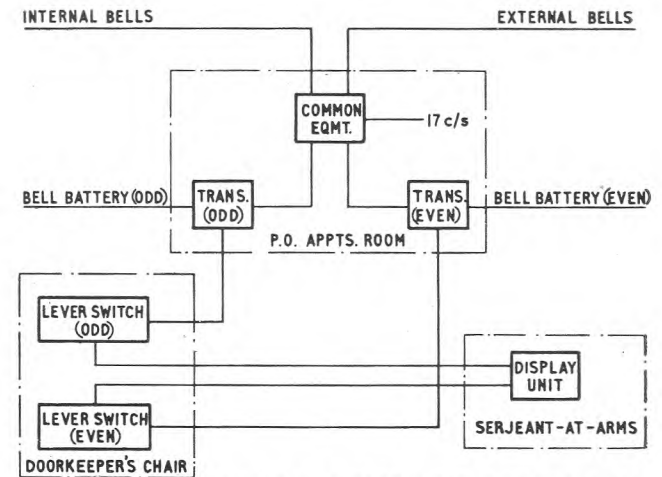 INTERNAL BELLS
EXTERNAL BELLS
COMMON
EQMT.
17 c/s
BELL BATTERY (ODD)
TRANS.
(ODD)
TRANS.
(EVEN)
BELL BATTERY (EVEN)
P.O. APPTS. ROOM
LEVER SWITCH
(ODD)
DISPLAY
UNIT
LEVER SWITCH
(EVEN)
SERJEANT-AT-ARMS
DOORKEEPER'S CHAIR